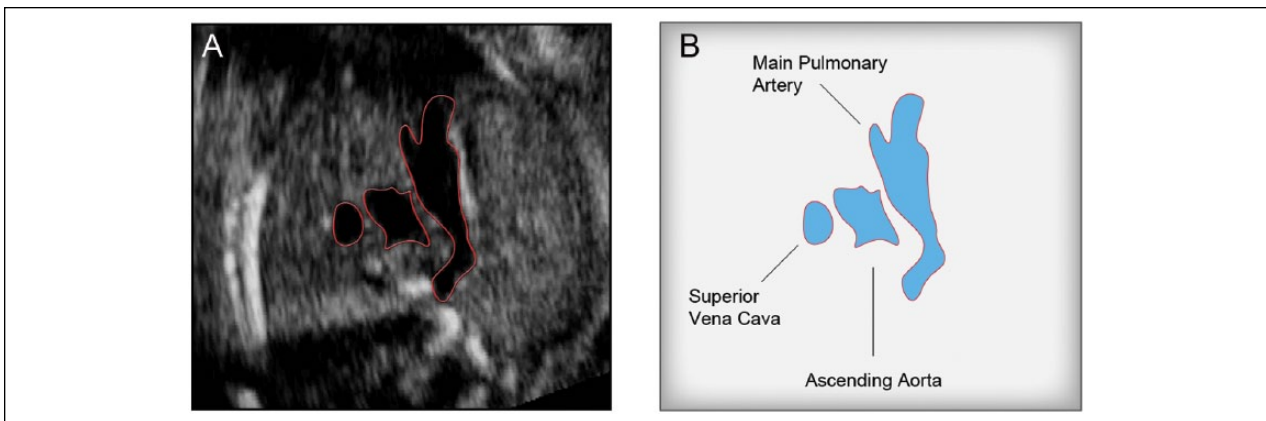 A
B
Main Pulmonary
Artery
Superior
Vena Cava
Ascending Aorta